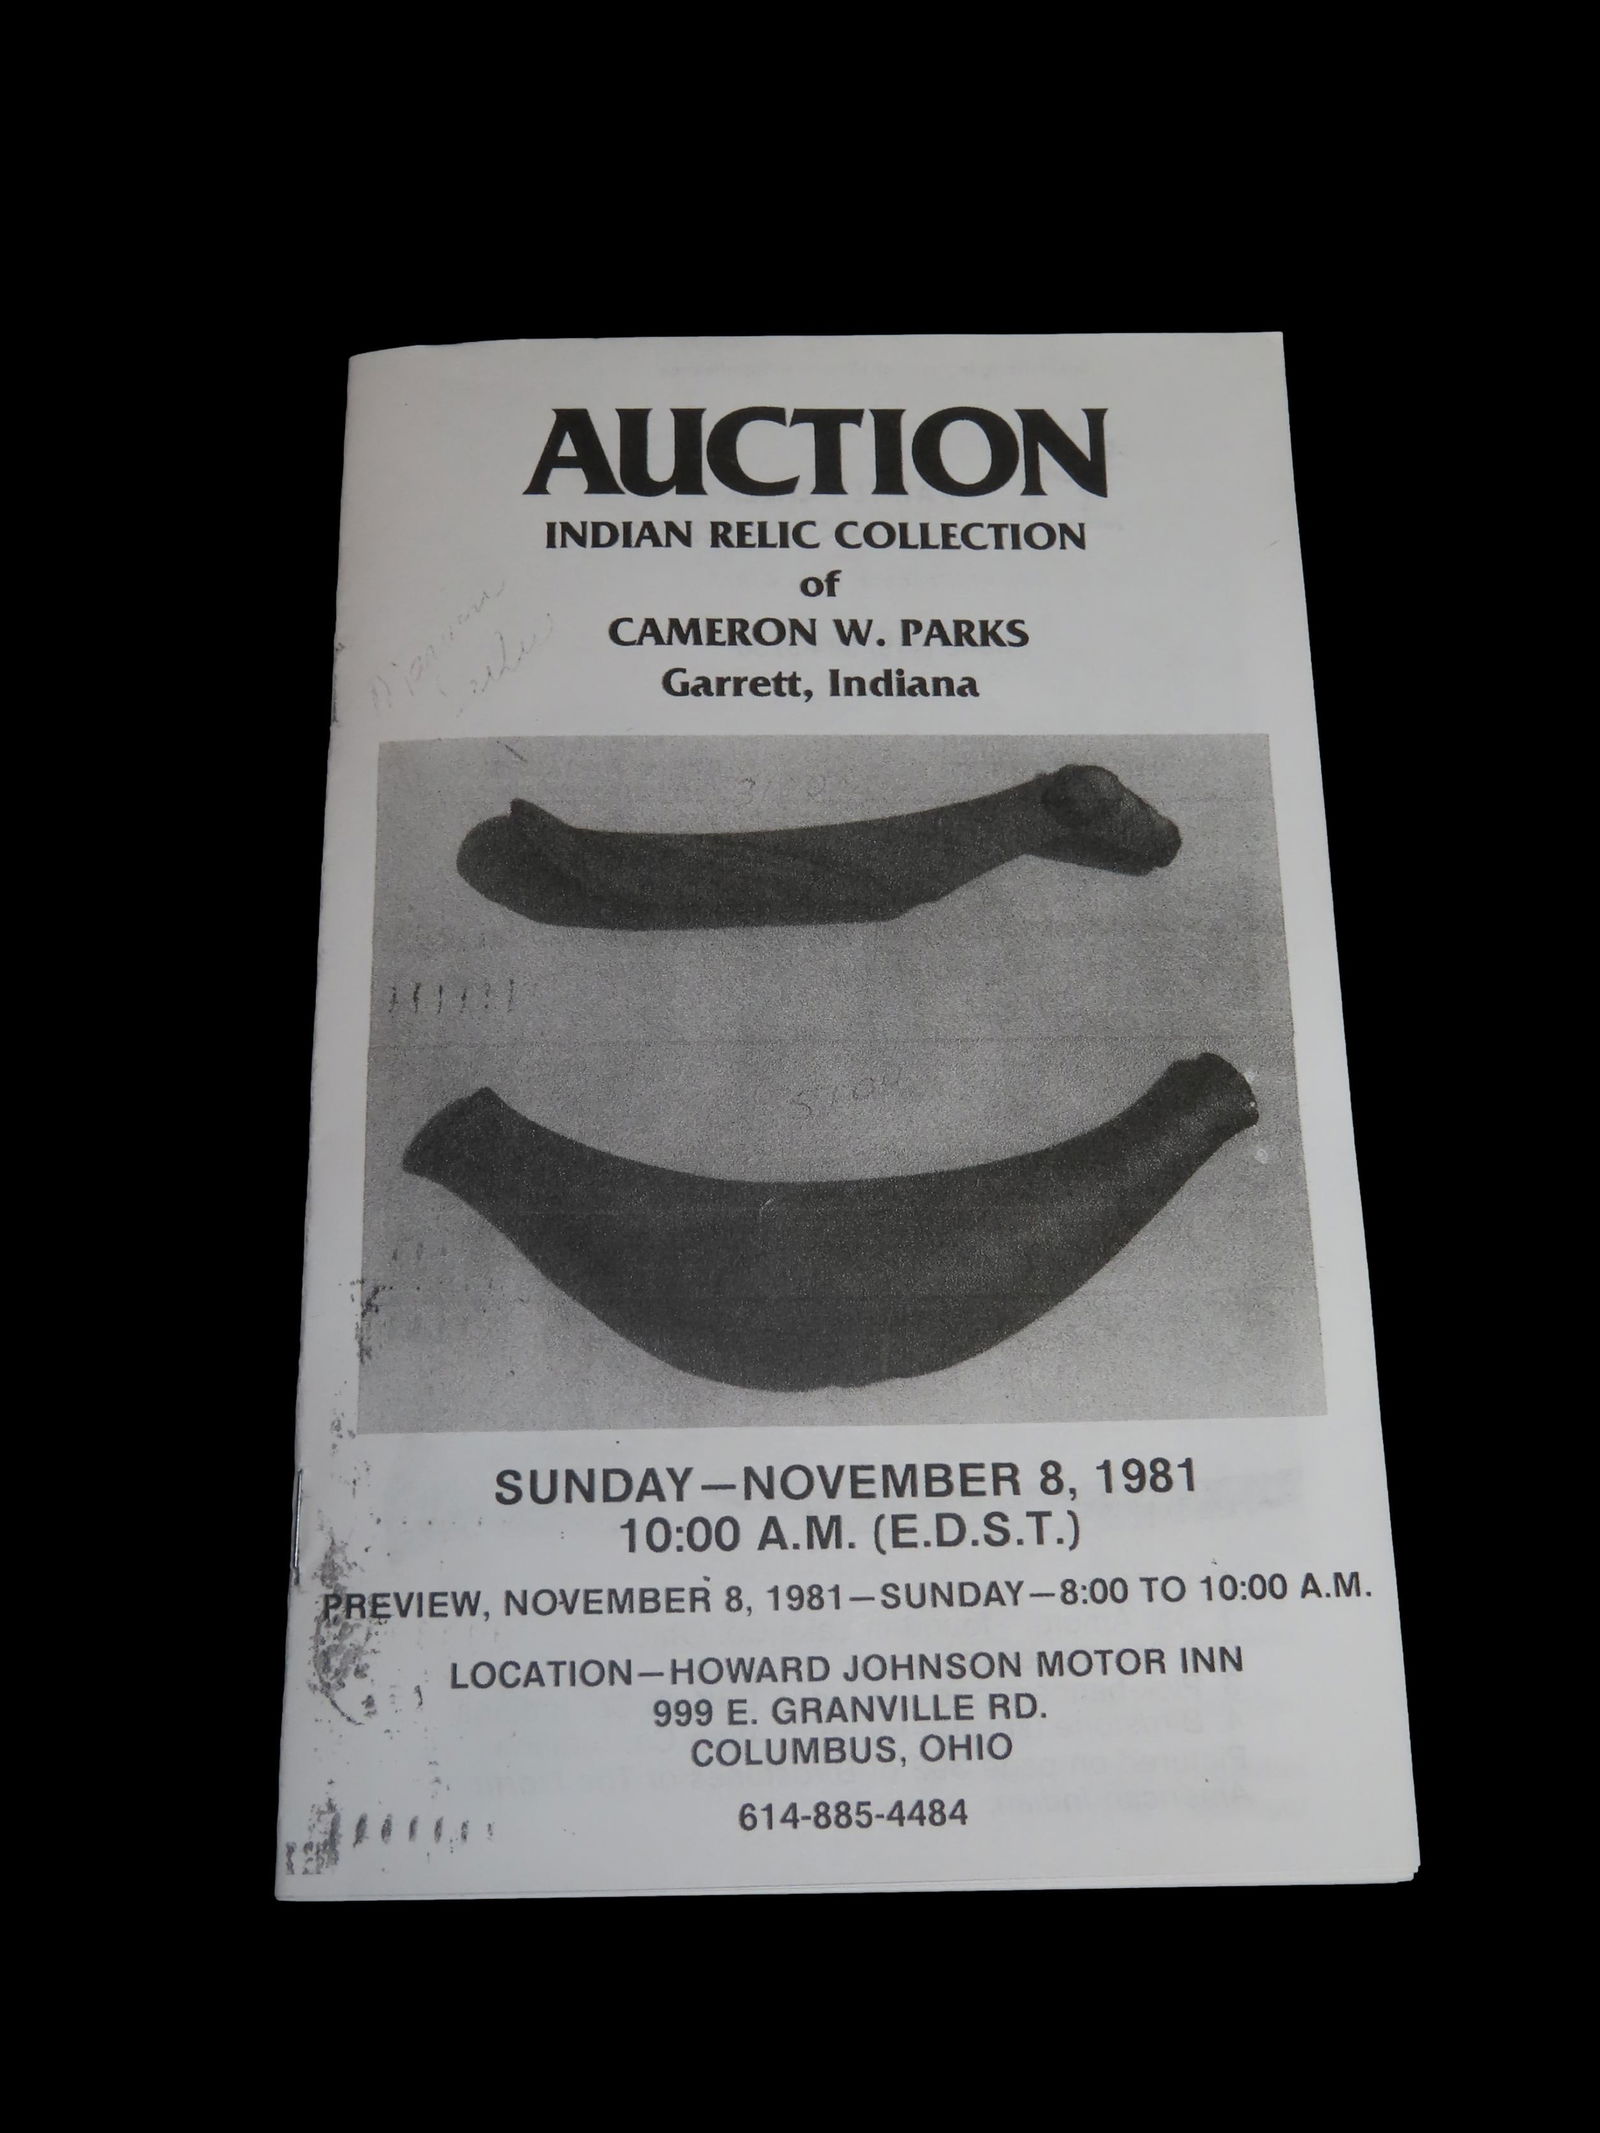 AUCTION
INDIAN RELIC COLLECTION
of
CAMERON W. PARKS
Garrett, Indiana
SUNDAY—NOVEMBER 8, 1981
10:00 A.M. (E.D.S.T.)
PREVIEW, NOVEMBER 8, 1981—SUNDAY—8:00 TO 10:00 A.M.
LOCATION—HOWARD JOHNSON MOTOR INN
999 E. GRANVILLE RD.
COLUMBUS, OHIO
614-885-4484